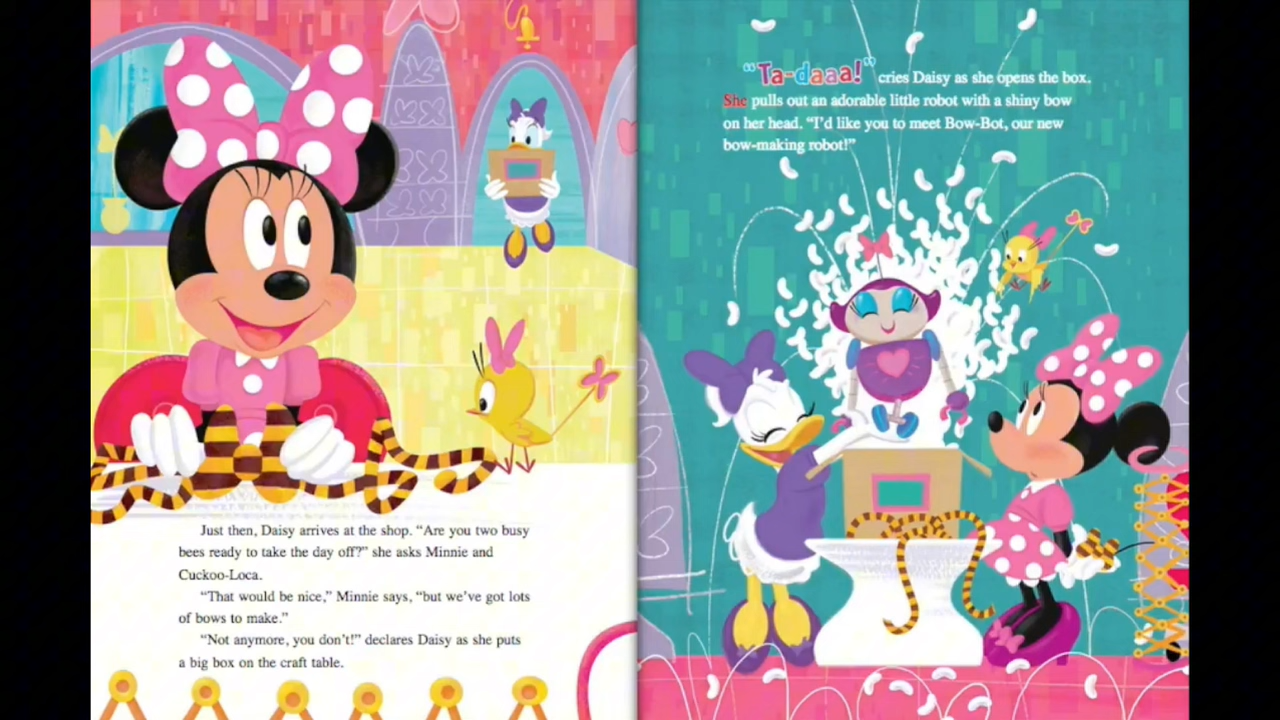 Just then, Daisy arrives at the shop. “Are you two busy
bees ready to take the day off?” she asks Minnie and
Cuckoo-Loca.
“That would be nice,” Minnie says, “but we’ve got lots
of bows to make.”
“Not anymore, you don’t!” declares Daisy as she puts
a big box on the craft table.
“Ta-daaa!” cries Daisy as she opens the box.
She pulls out an adorable little robot with a shiny bow
on her head. “I’d like you to meet Bow-Bot, our new
bow-making robot!”